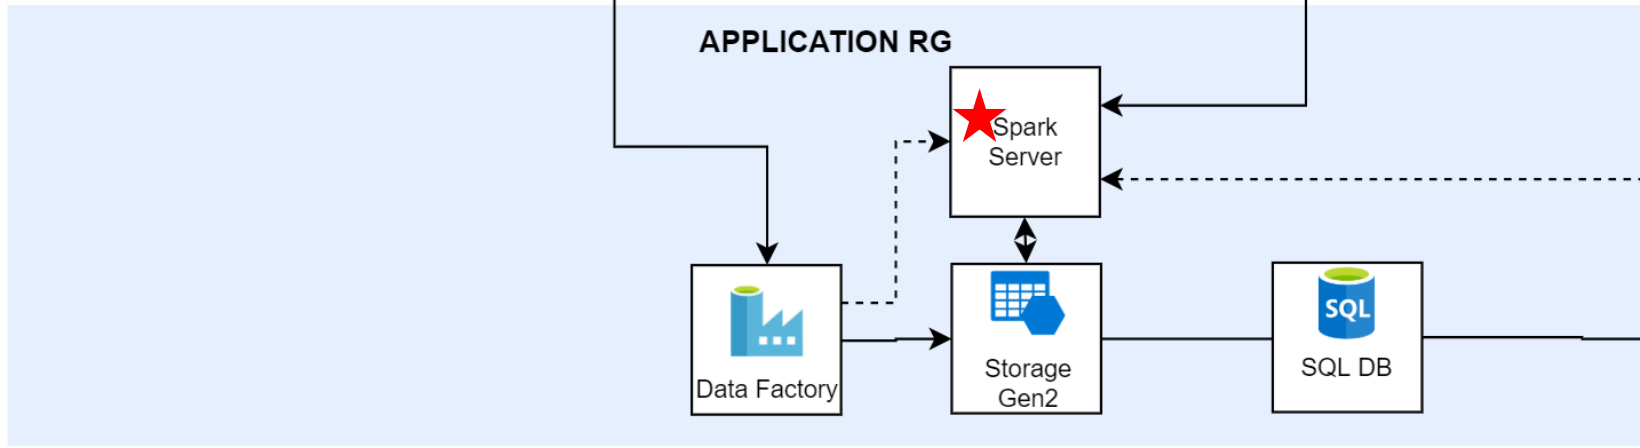 APPLICATION RG
Spark
Server
Data Factory
Storage
Gen2
SQL
SQL DB